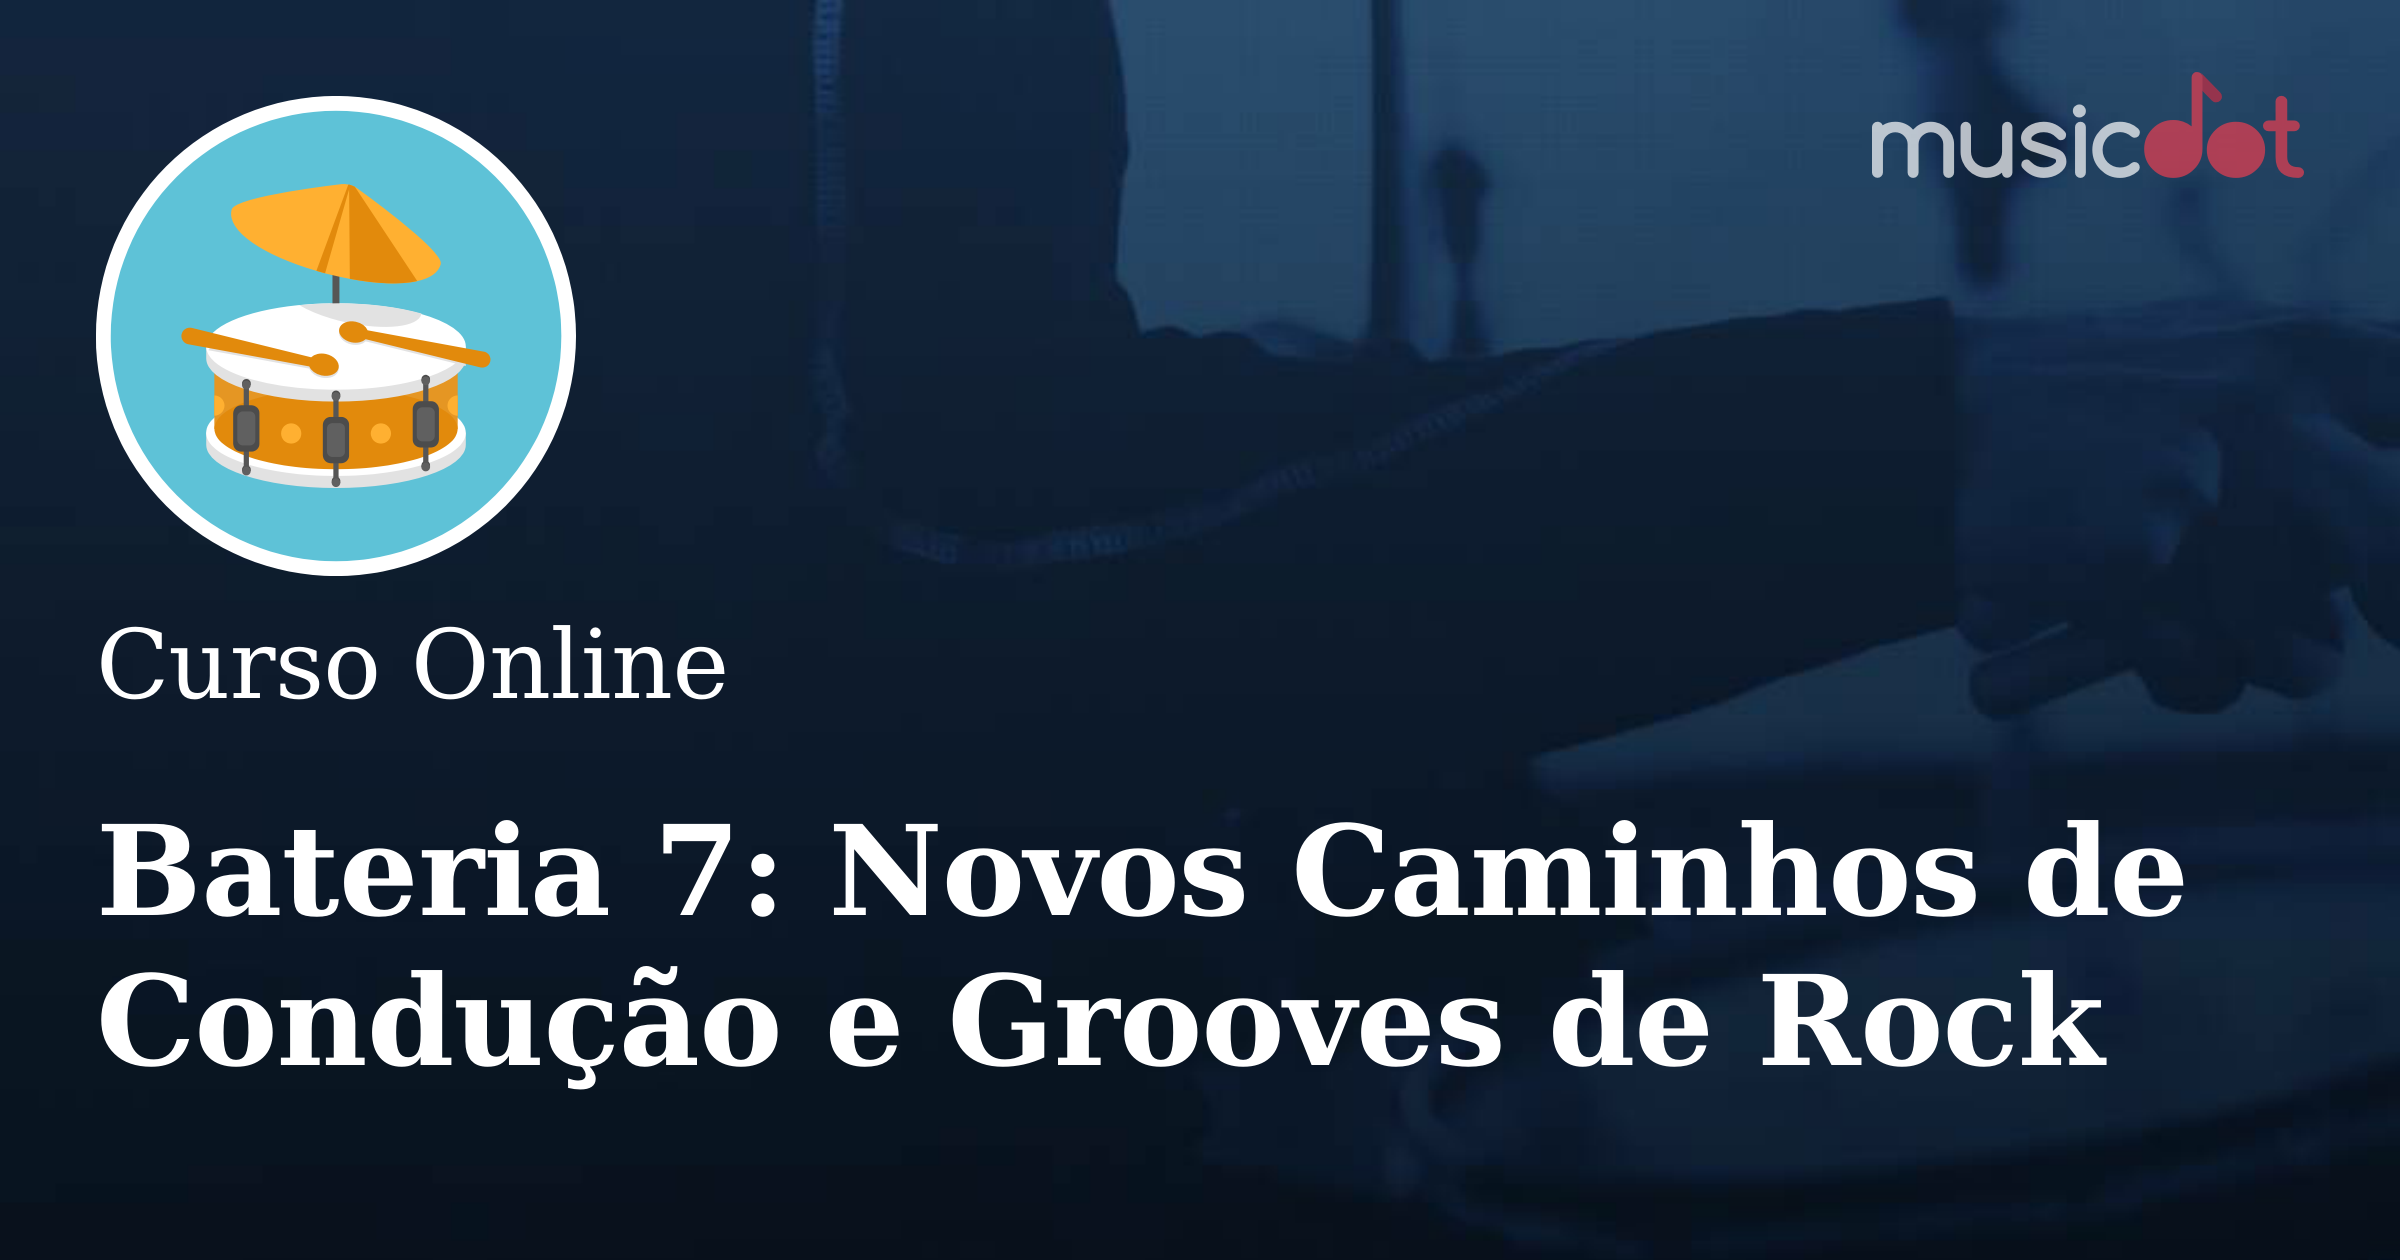 musicdot
Curso Online
Bateria 7: Novos Caminhos de
Condução e Grooves de Rock